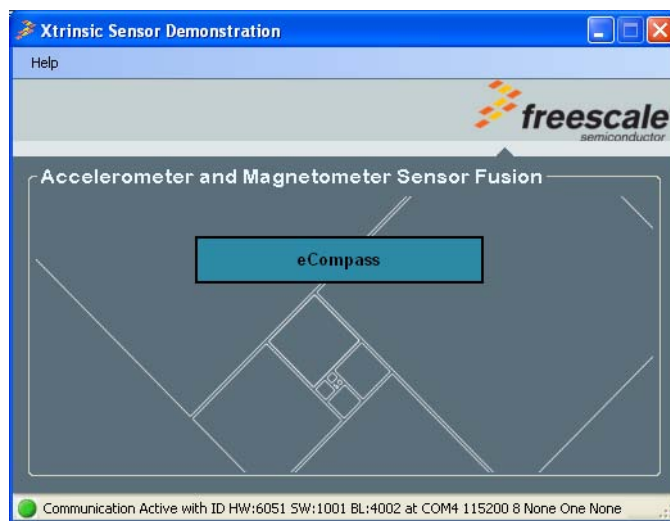 Xtrinsic Sensor Demonstration
Help
freescale
semiconductor
Accelerometer and Magnetometer Sensor Fusion
eCompass
Communication Active with ID HW:6051 SW:1001 BL:4002 at COM4 115200 8 None One None